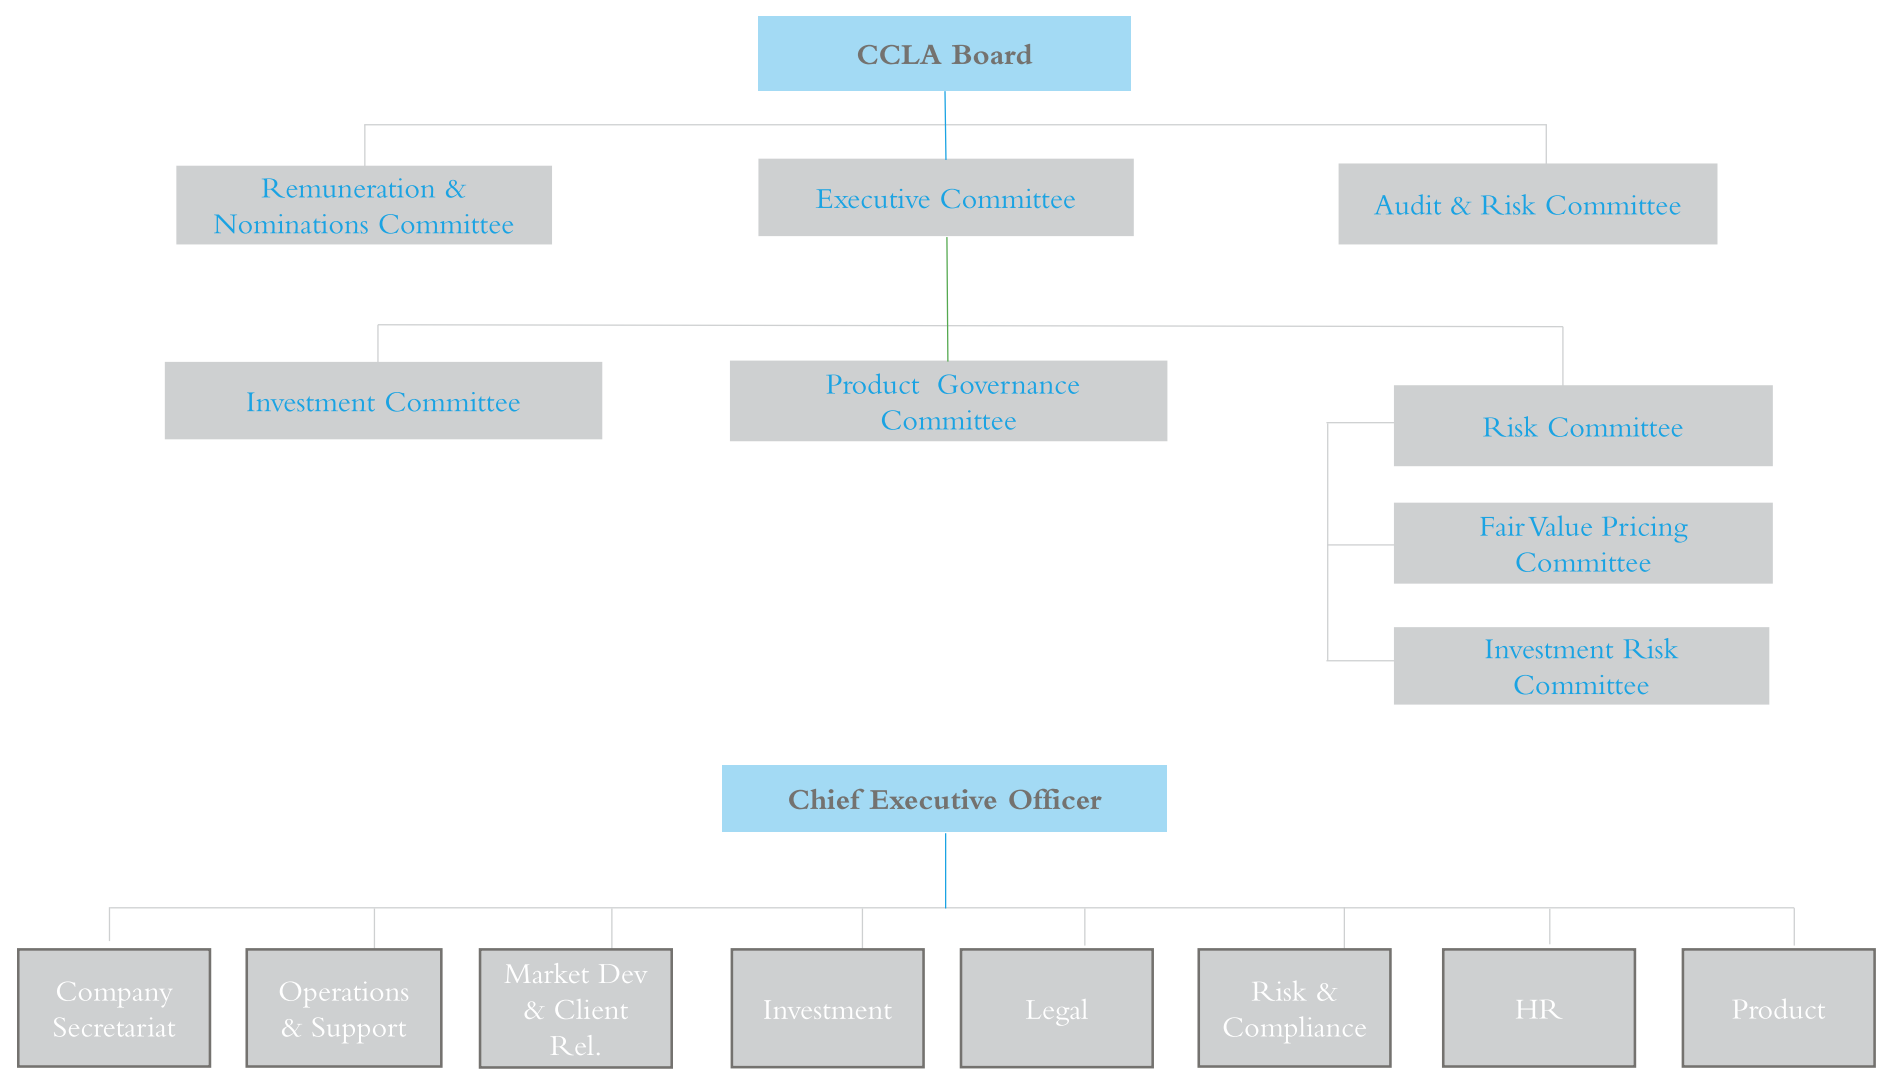 CCLA Board
Remuneration &
Nominations Committee
Executive Committee
Audit & Risk Committee
Investment Committee
Product Governance
Committee
Risk Committee
Fair Value Pricing
Committee
Investment Risk
Committee
Chief Executive Officer
Company
Secretariat
Operations
& Support
Market Dev
& Client
Rel.
Investment
Legal
Risk &
Compliance
HR
Product